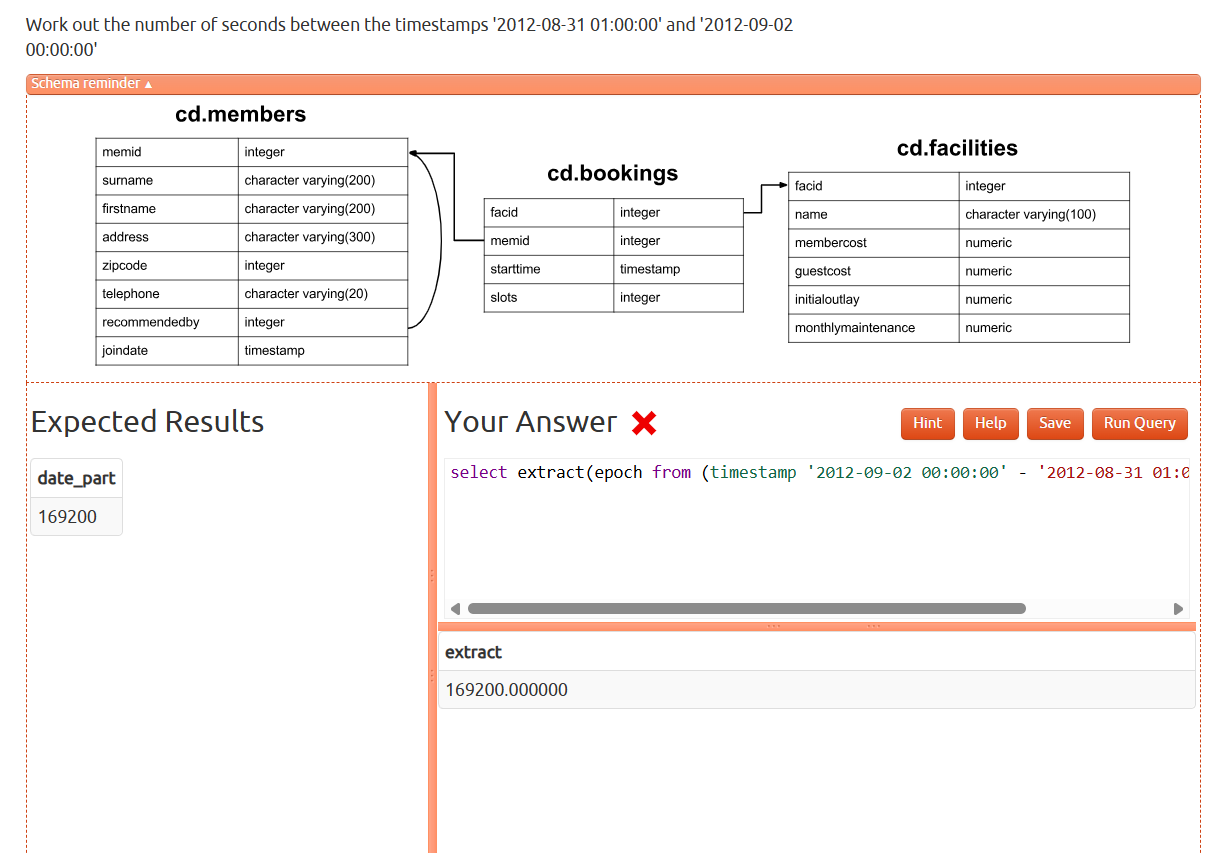 Work out the number of seconds between the timestamps '2012-08-31 01:00:00' and '2012-09-02
00:00:00'
Schema reminder ▲
cd.members
memid integer
surname character varying(200)
firstname character varying(200)
address character varying(300)
zipcode integer
telephone character varying(20)
recommendedby integer
joindate timestamp
cd.bookings
facid integer
memid integer
starttime timestamp
slots integer
cd.facilities
facid integer
name character varying(100)
membercost numeric
guestcost numeric
initialoutlay numeric
monthlymaintenance numeric
Expected Results
date_part
169200
Your Answer
Hint Help Save Run Query
select extract(epoch from (timestamp '2012-09-02 00:00:00' - '2012-08-31 01:0
extract
169200.000000